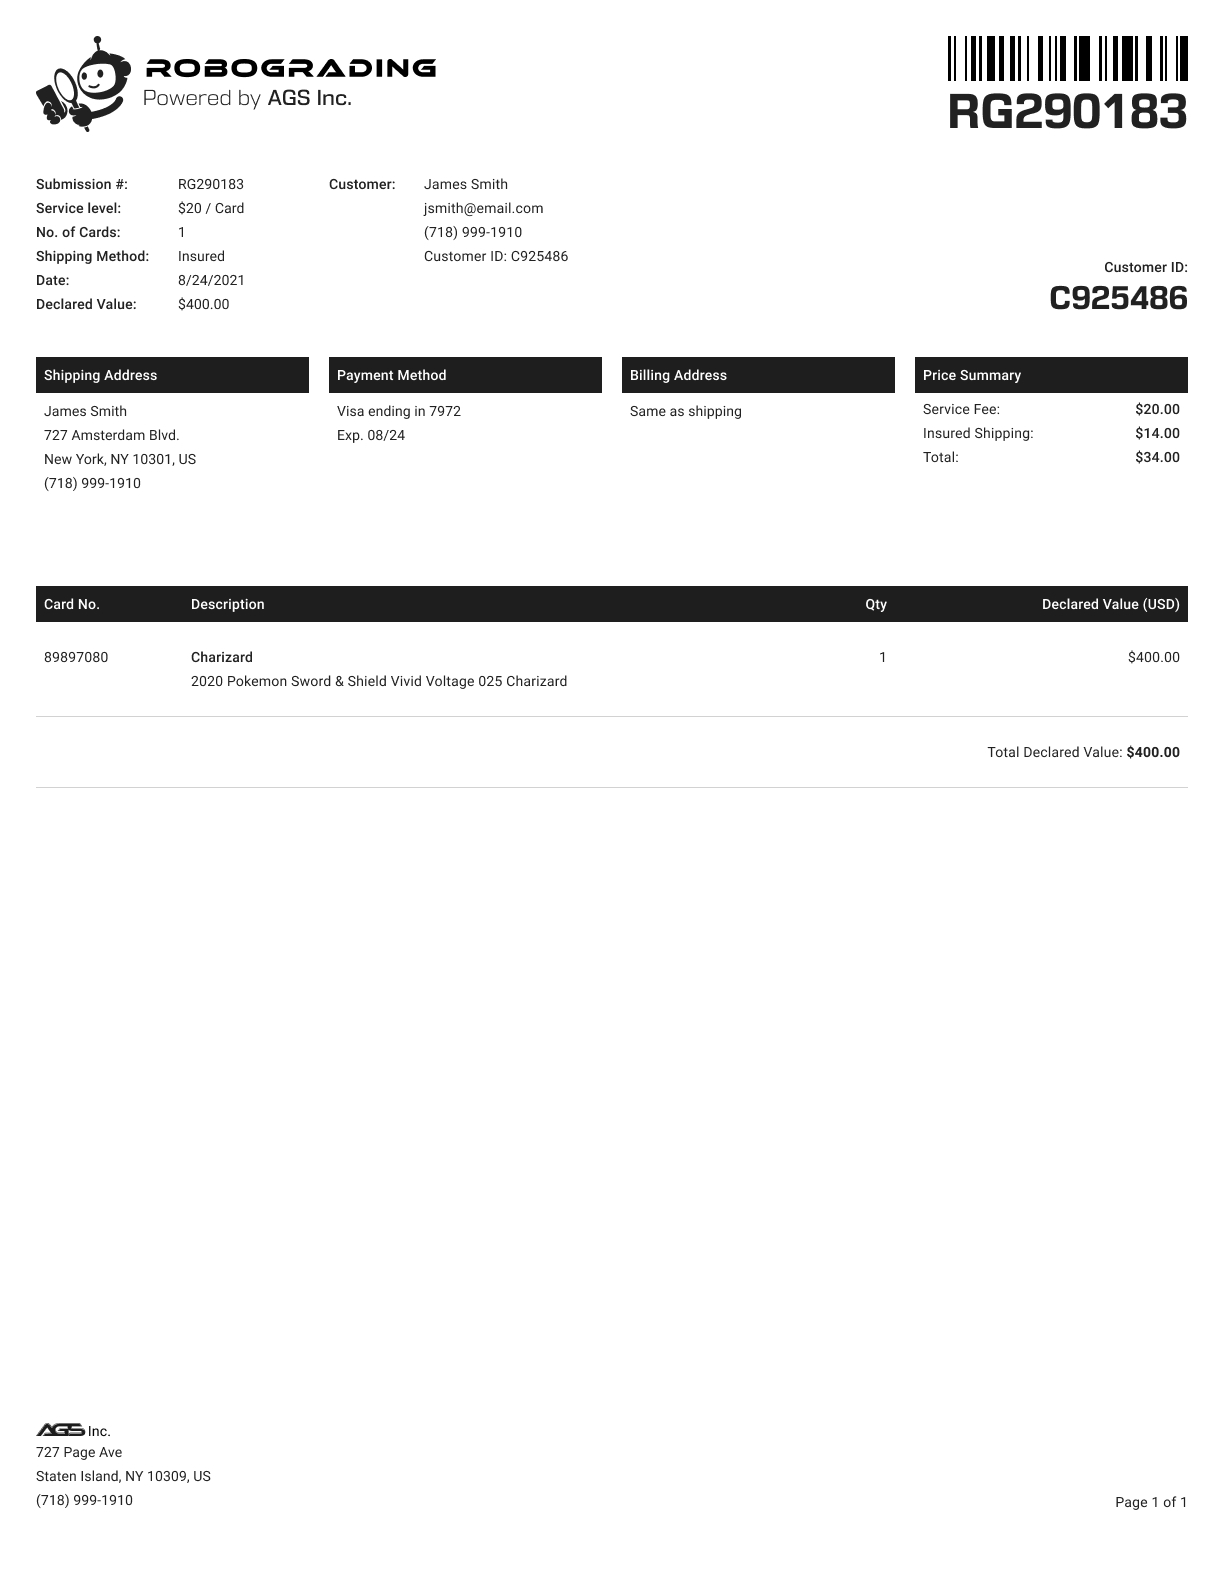 ROBOGRADING
Powered by AGS Inc.
RG290183
Submission #: RG290183
Service level: $20 / Card
No. of Cards: 1
Shipping Method: Insured
Date: 8/24/2021
Declared Value: $400.00
Customer: James Smith
jsmith@email.com
(718) 999-1910
Customer ID: C925486
Customer ID:
C925486
Shipping Address
James Smith
727 Amsterdam Blvd.
New York, NY 10301, US
(718) 999-1910
Payment Method
Visa ending in 7972
Exp. 08/24
Billing Address
Same as shipping
Price Summary
Service Fee: $20.00
Insured Shipping: $14.00
Total: $34.00
Card No. Description Qty Declared Value (USD)
89897080 Charizard 1 $400.00
2020 Pokemon Sword & Shield Vivid Voltage 025 Charizard
Total Declared Value: $400.00
AGS Inc.
727 Page Ave
Staten Island, NY 10309, US
(718) 999-1910
Page 1 of 1